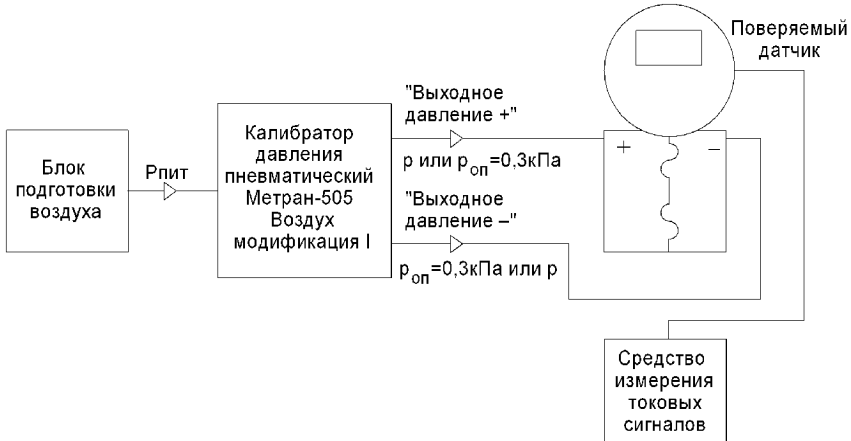 Поверяемый
датчик
"Выходное
давление +"
Калибратор
давления
пневматический
Метран-505
Воздух
модификация I
Блок
подготовки
воздуха
Рпит
р или роп=0,3кПа
+
–
"Выходное
давление –"
роп=0,3кПа или р
Средство
измерения
токовых
сигналов